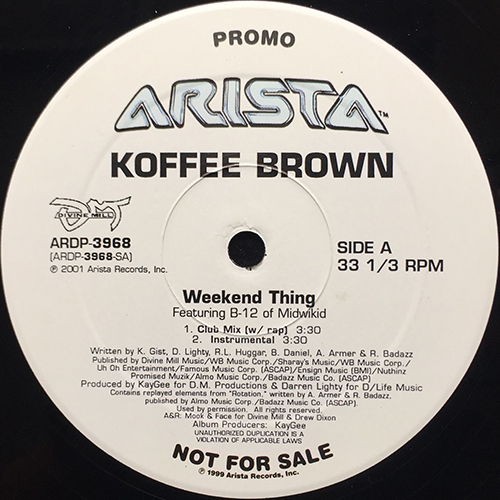 PROMO
ARISTA™
KOFFEE BROWN
DM
DIVINE MILL
ARDP-3968
[ARDP-3968-SA]
℗ 2001 Arista Records, Inc.
SIDE A
33 1/3 RPM
Weekend Thing
Featuring B-12 of Midwikid
1. Club Mix [w/ rap) 3:30
2. Instrumental 3:30
Written by K. Gist, D. Lighty, R.L. Huggar, B. Daniel, A. Armer & R. Badazz
Published by Divine Mill Music/WB Music Corp./Sharay's Music/WB Music Corp./
Uh Oh Entertainment/Famous Music Corp. (ASCAP)/Ensign Music (BMI)/Nuthinz
Promised Muzik/Almo Music Corp./Badazz Music Co. (ASCAP)
Produced by KayGee for D.M. Productions & Darren Lighty for D/Life Music
Contains replayed elements from "Rotation," written by A. Armer & R. Badazz,
published by Almo Music Corp./Badazz Music Corp. (ASCAP).
Used by permission. All rights reserved.
A&R: Mook & Face for Divine Mill & Drew Dixon
Album Producers: KayGee
UNAUTHORIZED DUPLICATION IS A
VIOLATION OF APPLICABLE LAWS
NOT FOR SALE
℗ 1999 Arista Records, Inc.